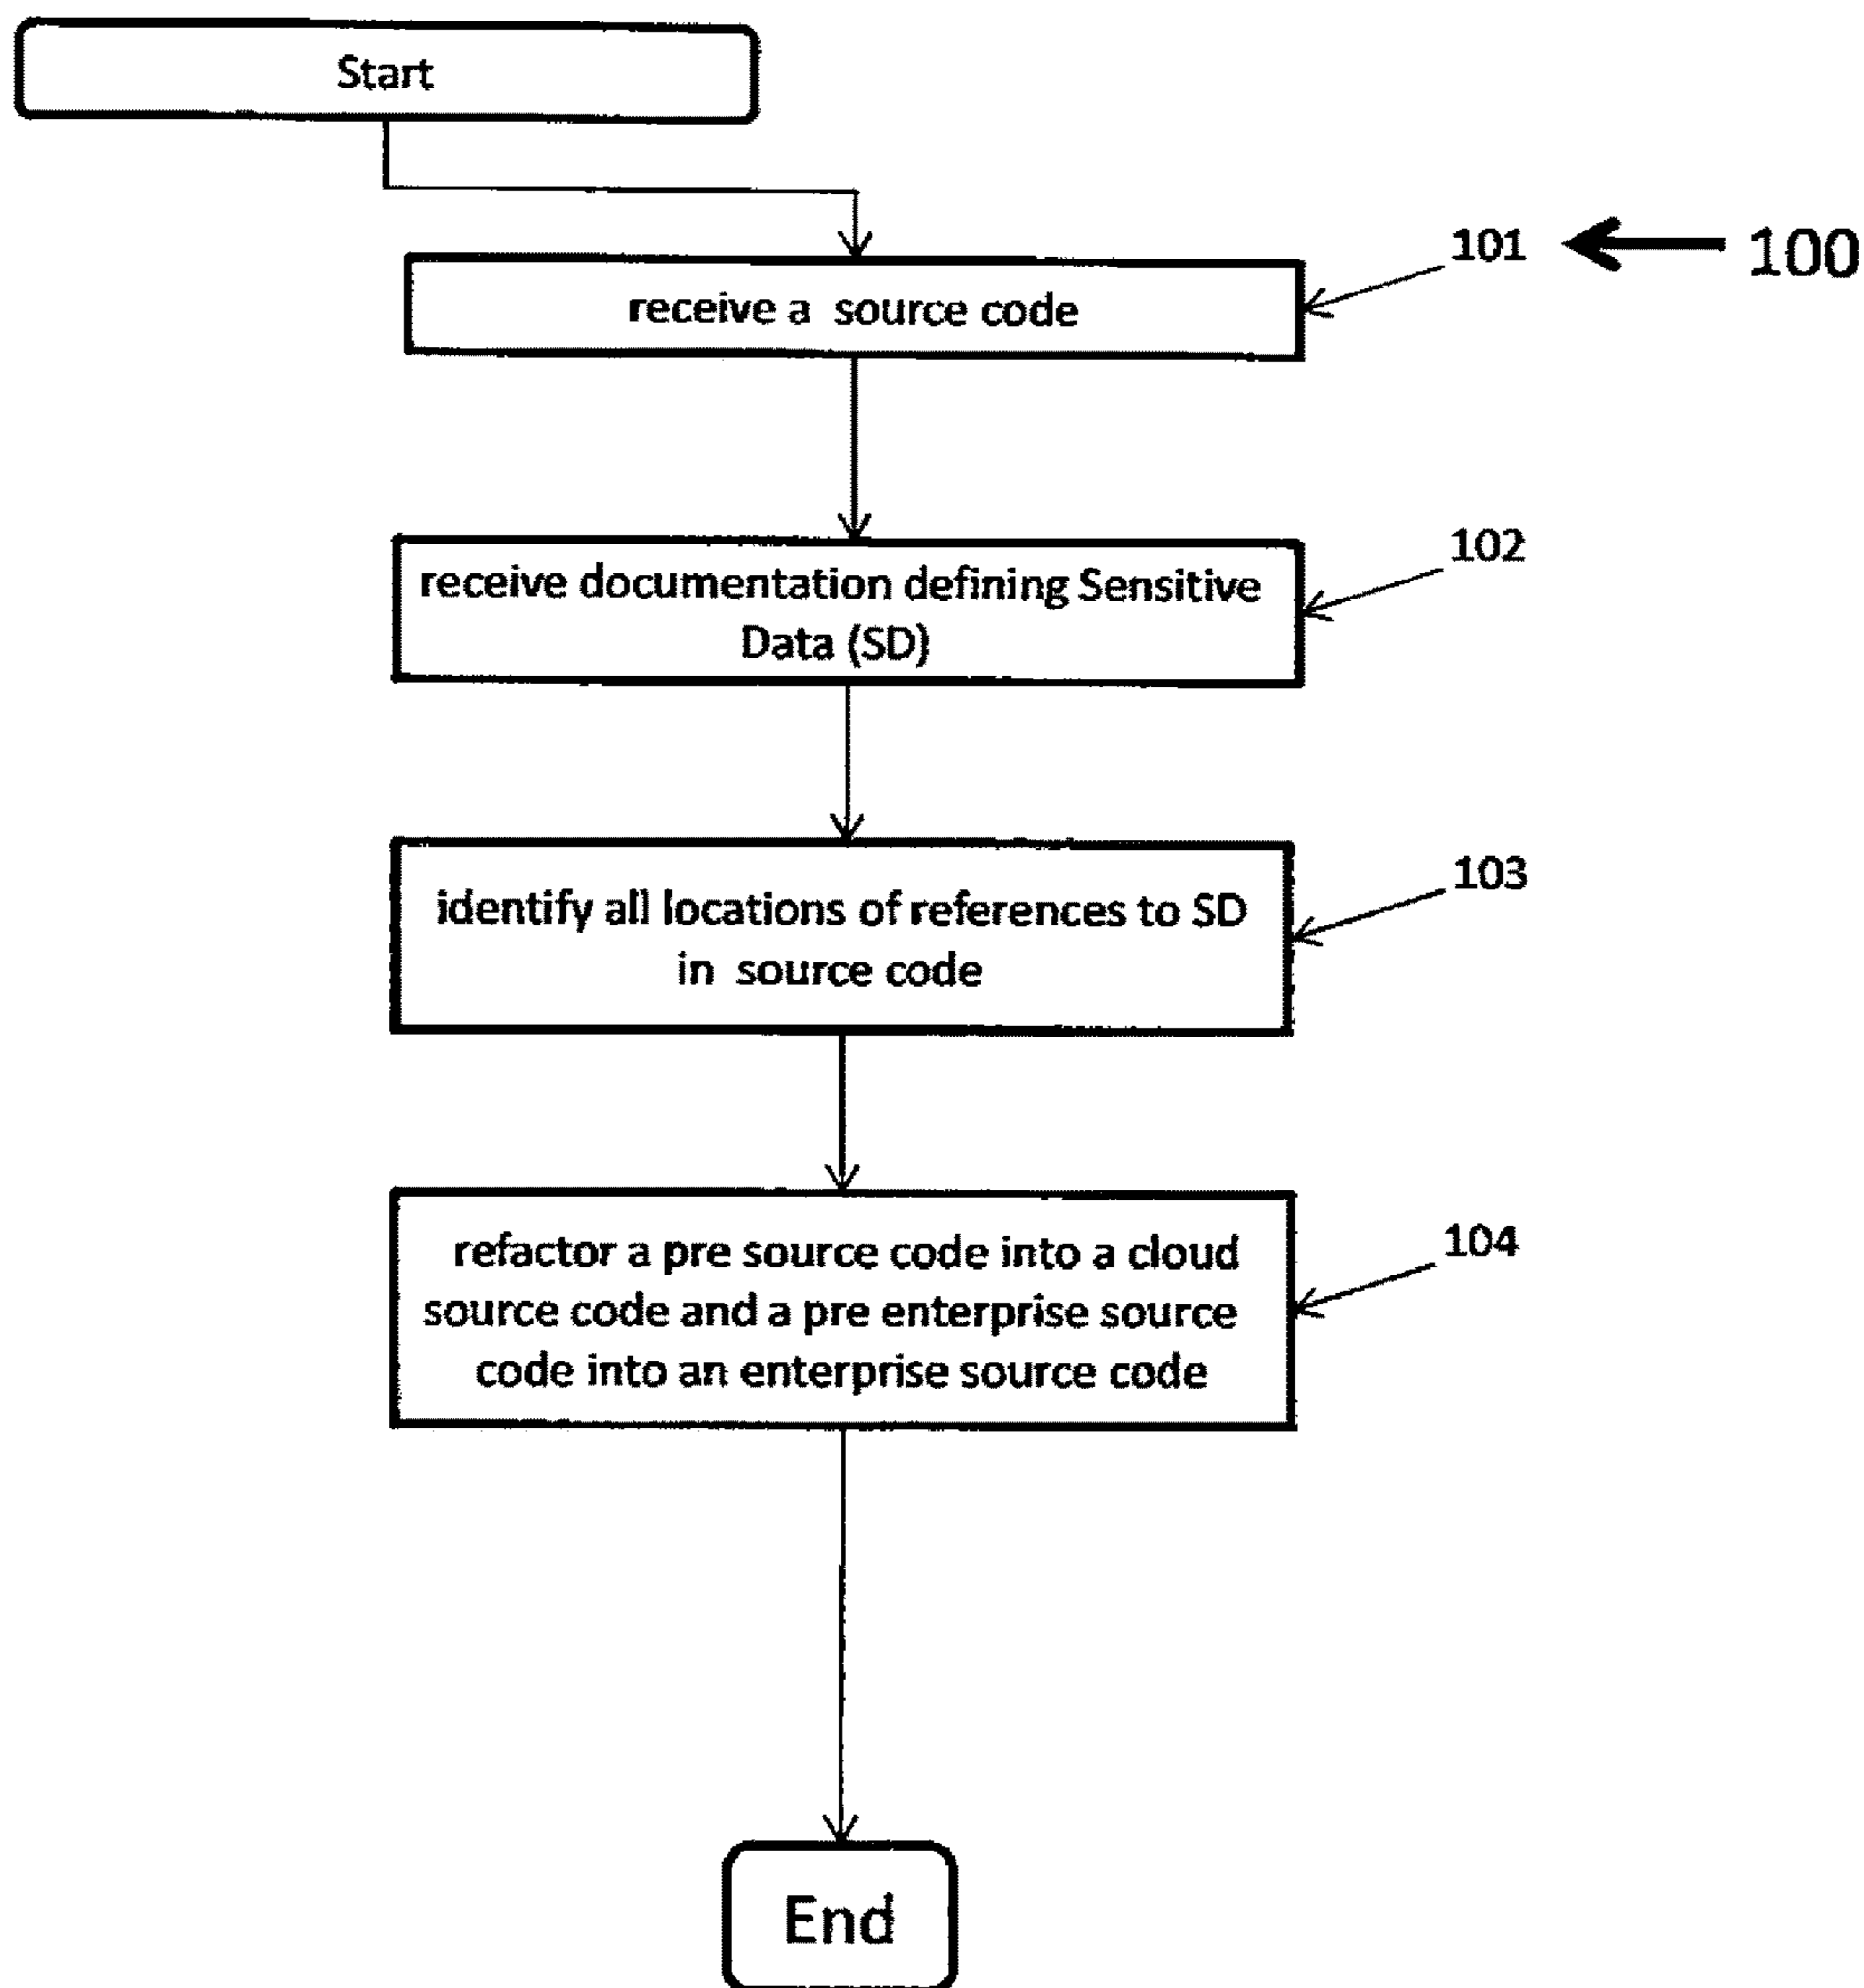 Start
101
100
receive a source code
102
receive documentation defining Sensitive
Data (SD)
103
identify all locations of references to SD
in source code
104
refactor a pre source code into a cloud
source code and a pre enterprise source
code into an enterprise source code
End